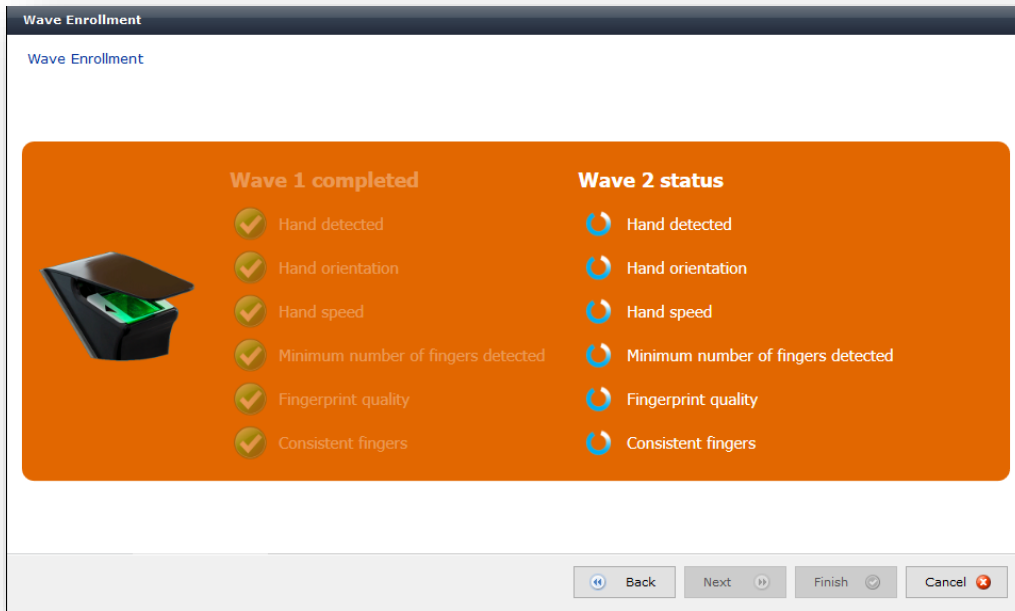 Wave Enrollment
Wave Enrollment
Wave 1 completed
Hand detected
Hand orientation
Hand speed
Minimum number of fingers detected
Fingerprint quality
Consistent fingers
Wave 2 status
Hand detected
Hand orientation
Hand speed
Minimum number of fingers detected
Fingerprint quality
Consistent fingers
Back
Next
Finish
Cancel